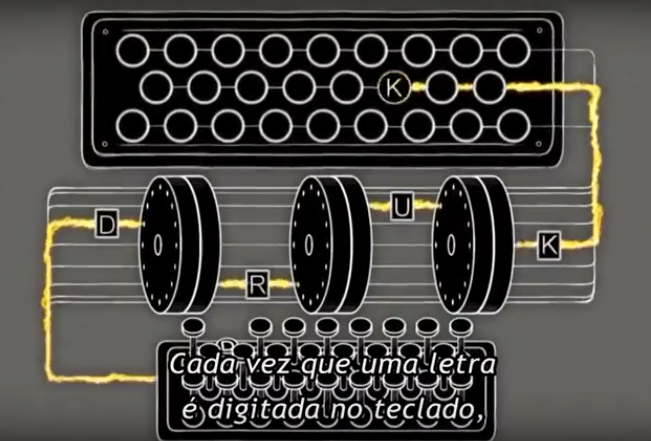 K
U
D
K
R
Cada vez que uma letra
é digitada no teclado,